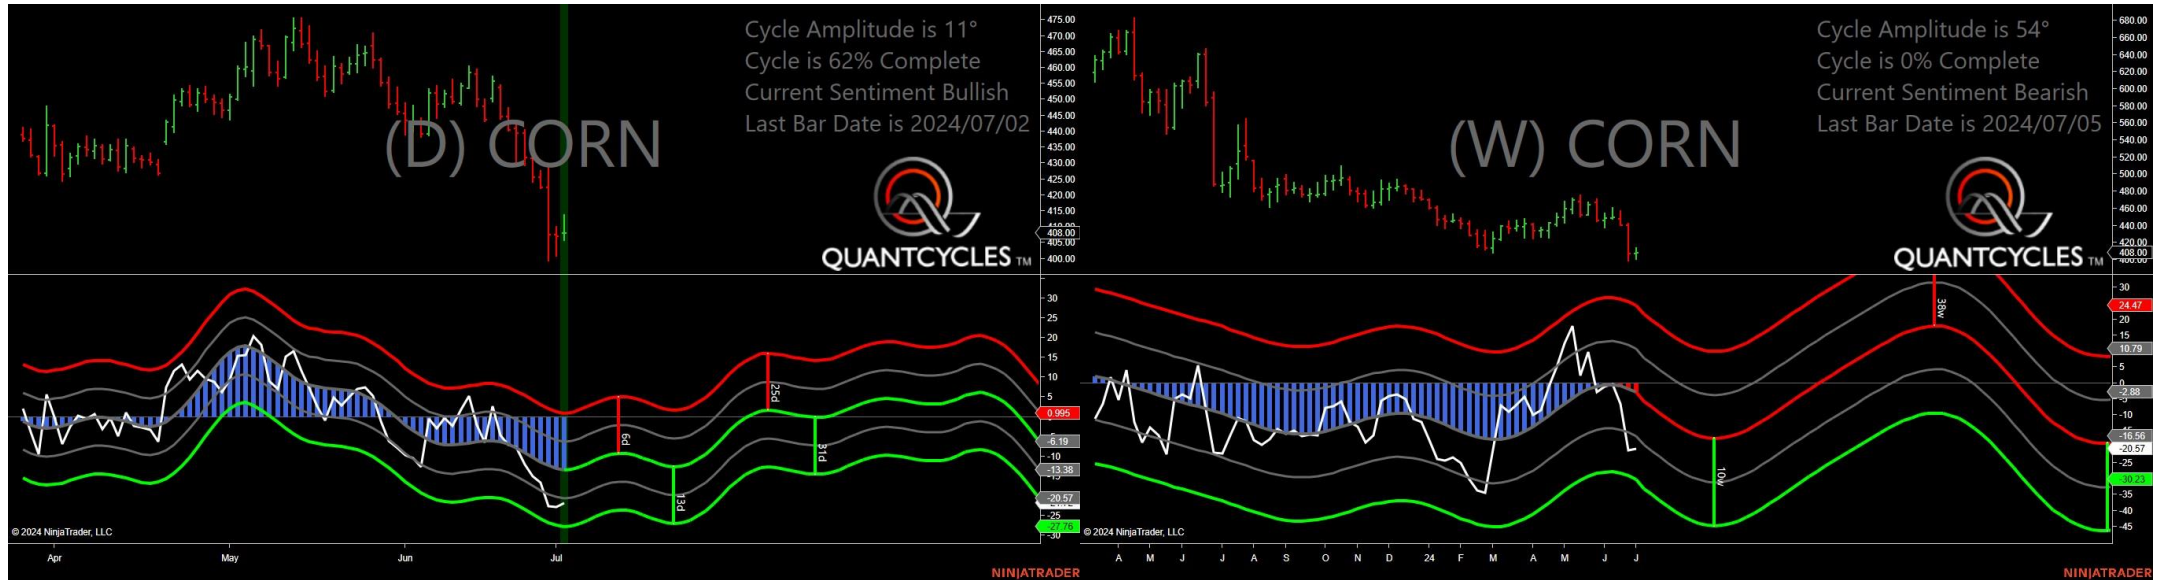 Cycle Amplitude is 11°
Cycle is 62% Complete
Current Sentiment Bullish
Last Bar Date is 2024/07/02
(D) CORN
QUANTCYCLES TM
475.00
470.00
465.00
460.00
455.00
450.00
445.00
440.00
435.00
430.00
425.00
420.00
415.00
408.00
405.00
400.00
30
25
20
15
10
5
0.995
-6.19
-10
-13.38
-20.57
-25
-27.76
-30
6d
13d
25d
31d
© 2024 NinjaTrader, LLC
Apr May Jun Jul
NINJATRADER
Cycle Amplitude is 54°
Cycle is 0% Complete
Current Sentiment Bearish
Last Bar Date is 2024/07/05
(W) CORN
QUANTCYCLES TM
680.00
660.00
640.00
620.00
600.00
580.00
560.00
540.00
520.00
500.00
480.00
460.00
440.00
420.00
408.00
30
24.47
20
15
10.79
5
0
-2.88
-10
-16.56
-20.57
-25
-30.23
-35
-40
-45
10w
38w
© 2024 NinjaTrader, LLC
A M J J A S O N D 24 F M A M J J
NINJATRADER